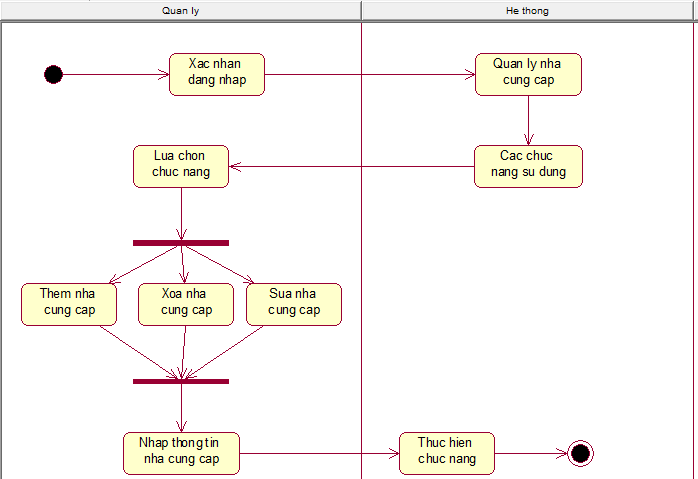 Quan ly
He thong
Xac nhan
dang nhap
Quan ly nha
cung cap
Lua chon
chuc nang
Cac chuc
nang su dung
Them nha
cung cap
Xoa nha
cung cap
Sua nha
cung cap
Nhap thong tin
nha cung cap
Thuc hien
chuc nang